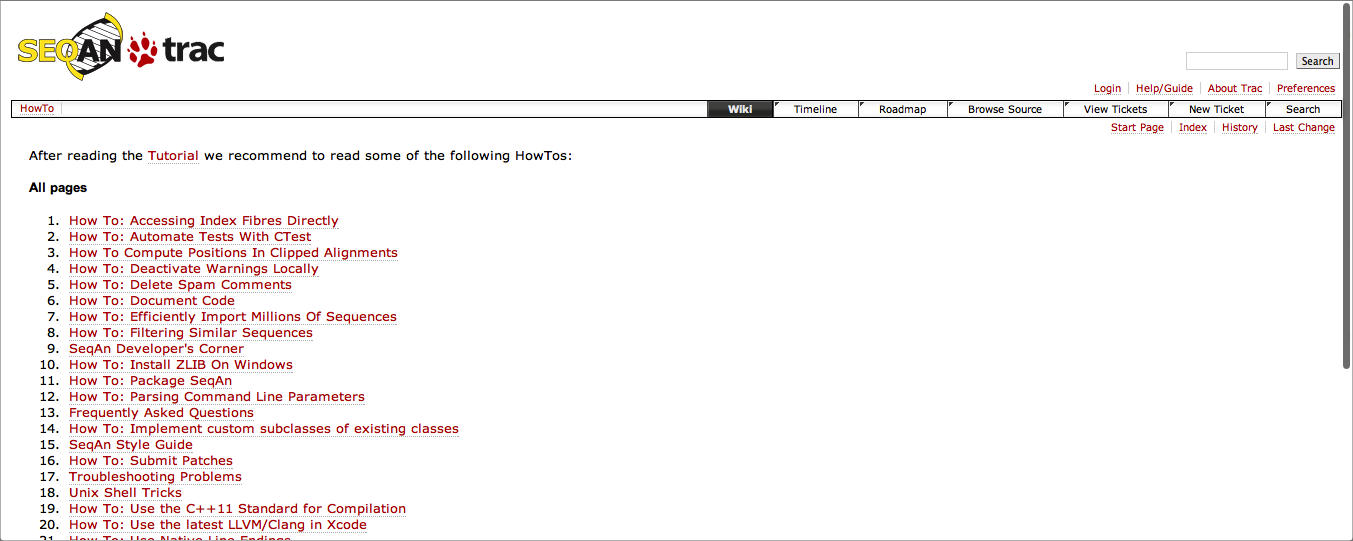 SEQAN trac
Search
Login Help/Guide About Trac Preferences
HowTo Wiki Timeline Roadmap Browse Source View Tickets New Ticket Search
Start Page Index History Last Change
After reading the Tutorial we recommend to read some of the following HowTos:
All pages
1. How To: Accessing Index Fibres Directly
2. How To: Automate Tests With CTest
3. How To Compute Positions In Clipped Alignments
4. How To: Deactivate Warnings Locally
5. How To: Delete Spam Comments
6. How To: Document Code
7. How To: Efficiently Import Millions Of Sequences
8. How To: Filtering Similar Sequences
9. SeqAn Developer's Corner
10. How To: Install ZLIB On Windows
11. How To: Package SeqAn
12. How To: Parsing Command Line Parameters
13. Frequently Asked Questions
14. How To: Implement custom subclasses of existing classes
15. SeqAn Style Guide
16. How To: Submit Patches
17. Troubleshooting Problems
18. Unix Shell Tricks
19. How To: Use the C++11 Standard for Compilation
20. How To: Use the latest LLVM/Clang in Xcode
21. How To: Use Native Line Endings